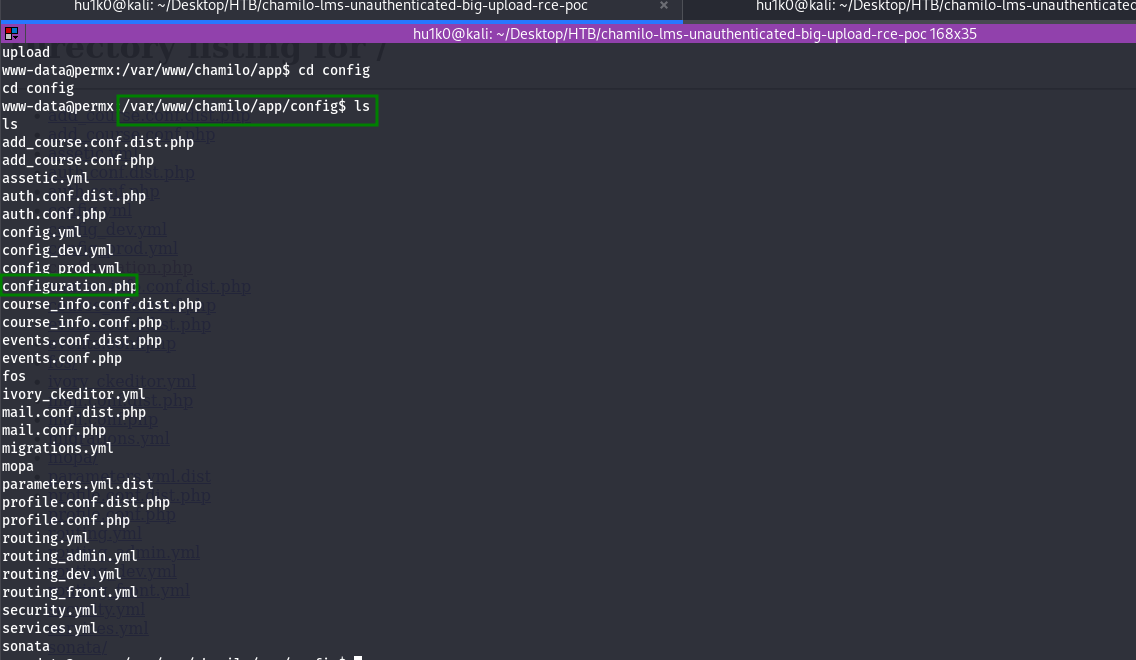 hu1k0@kali: ~/Desktop/HTB/chamilo-lms-unauthenticated-big-upload-rce-poc × hu1k0@kali: ~/Desktop/HTB/chamilo-lms-unauthenticated
hu1k0@kali: ~/Desktop/HTB/chamilo-lms-unauthenticated-big-upload-rce-poc 168x35
upload
www-data@permx:/var/www/chamilo/app$ cd config
cd config
www-data@permx:/var/www/chamilo/app/config$ ls
ls
add_course.conf.dist.php
add_course.conf.php
assetic.yml
auth.conf.dist.php
auth.conf.php
config.yml
config_dev.yml
config_prod.yml
configuration.php
course_info.conf.dist.php
course_info.conf.php
events.conf.dist.php
events.conf.php
fos
ivory_ckeditor.yml
mail.conf.dist.php
mail.conf.php
migrations.yml
mopa
parameters.yml.dist
profile.conf.dist.php
profile.conf.php
routing.yml
routing_admin.yml
routing_dev.yml
routing_front.yml
security.yml
services.yml
sonata